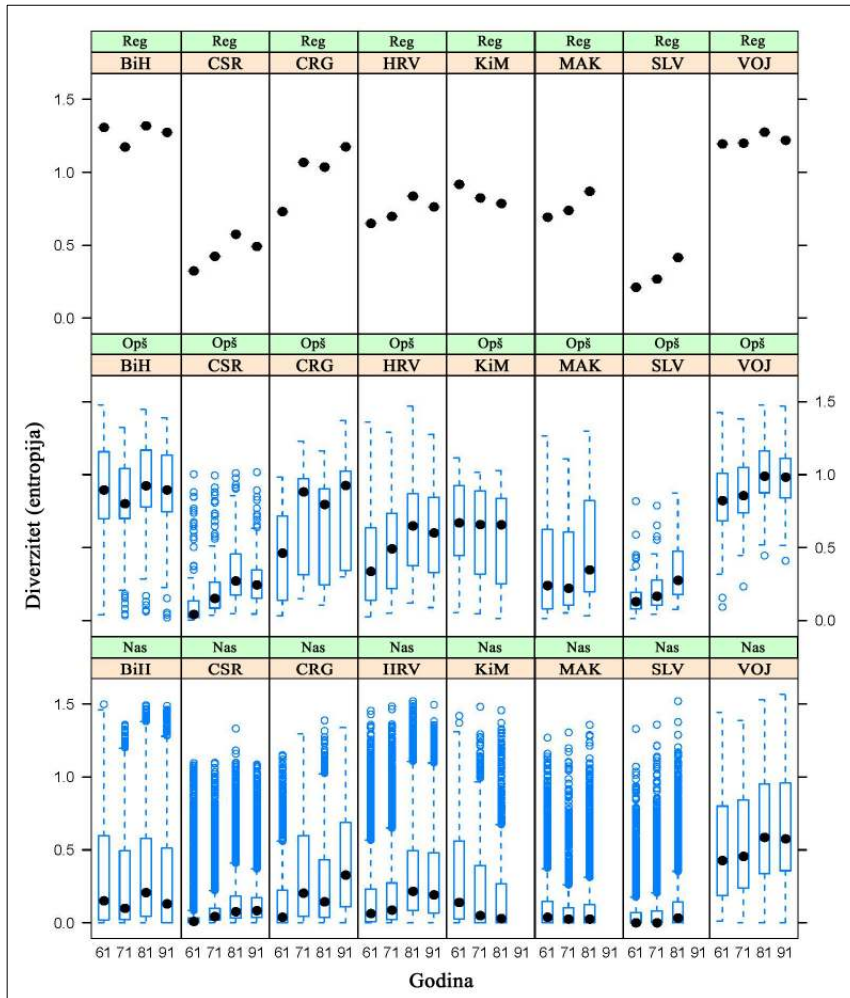 Reg Reg Reg Reg Reg Reg Reg Reg
BiH CSR CRG HRV KiM MAK SLV VOJ
1.5
1.0
0.5
0.0
Opš Opš Opš Opš Opš Opš Opš Opš
BiH CSR CRG HRV KiM MAK SLV VOJ
1.5
1.0
0.5
0.0
Nas Nas Nas Nas Nas Nas Nas Nas
BiH CSR CRG HRV KiM MAK SLV VOJ
1.5
1.0
0.5
0.0
61 71 81 91 61 71 81 91 61 71 81 91 61 71 81 91 61 71 81 91 61 71 81 91 61 71 81 91 61 71 81 91
Diverzitet (entropija)
Godina